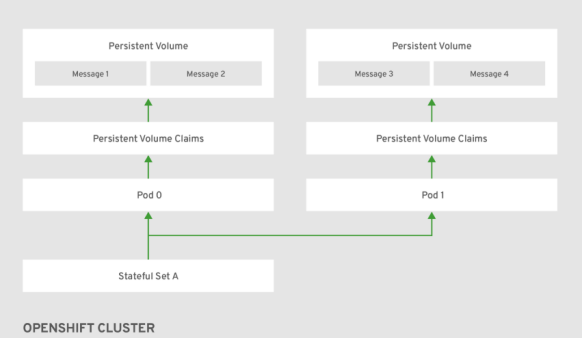 Persistent Volume
Message 1
Message 2
Persistent Volume Claims
Pod 0
Persistent Volume
Message 3
Message 4
Persistent Volume Claims
Pod 1
Stateful Set A
OPENSHIFT CLUSTER